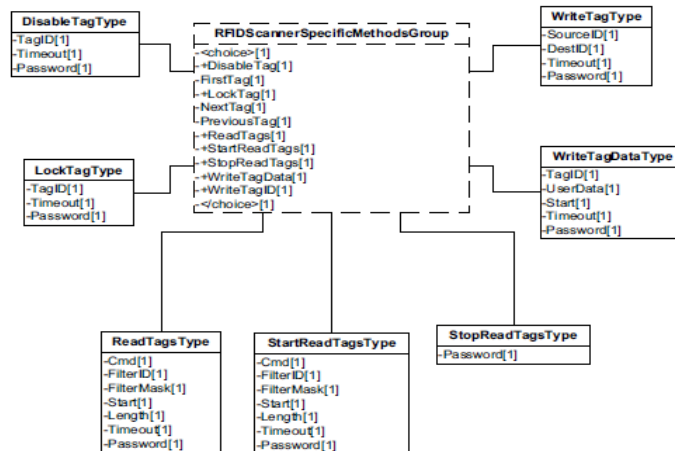 DisableTagType
-TagID[1]
-Timeout[1]
-Password[1]
RFIDScannerSpecificMethodsGroup
-<choice>[1]
-+DisableTag[1]
-FirstTag[1]
-+LockTag[1]
-NextTag[1]
-PreviousTag[1]
-+ReadTags[1]
-+StartReadTags[1]
-+StopReadTags[1]
-+WriteTagData[1]
-+WriteTagID[1]
-</choice>[1]
WriteTagType
-SourceID[1]
-DestID[1]
-Timeout[1]
-Password[1]
LockTagType
-TagID[1]
-Timeout[1]
-Password[1]
WriteTagDataType
-TagID[1]
-UserData[1]
-Start[1]
-Timeout[1]
-Password[1]
ReadTagsType
-Cmd[1]
-FilterID[1]
-FilterMask[1]
-Start[1]
-Length[1]
-Timeout[1]
-Password[1]
StartReadTagsType
-Cmd[1]
-FilterID[1]
-FilterMask[1]
-Start[1]
-Length[1]
-Timeout[1]
-Password[1]
StopReadTagsType
-Password[1]